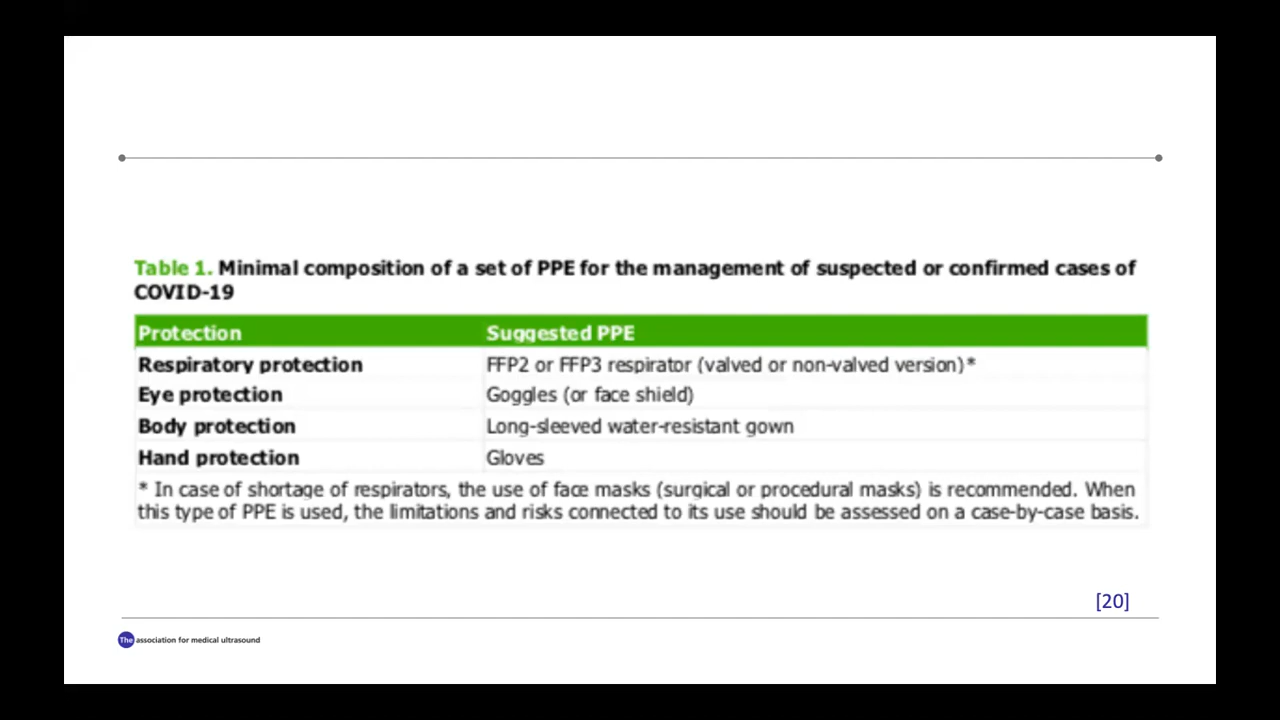 Table 1. Minimal composition of a set of PPE for the management of suspected or confirmed cases of
COVID-19
Protection Suggested PPE
Respiratory protection FFP2 or FFP3 respirator (valved or non-valved version)*
Eye protection Goggles (or face shield)
Body protection Long-sleeved water-resistant gown
Hand protection Gloves
* In case of shortage of respirators, the use of face masks (surgical or procedural masks) is recommended. When
this type of PPE is used, the limitations and risks connected to its use should be assessed on a case-by-case basis.
[20]
The association for medical ultrasound